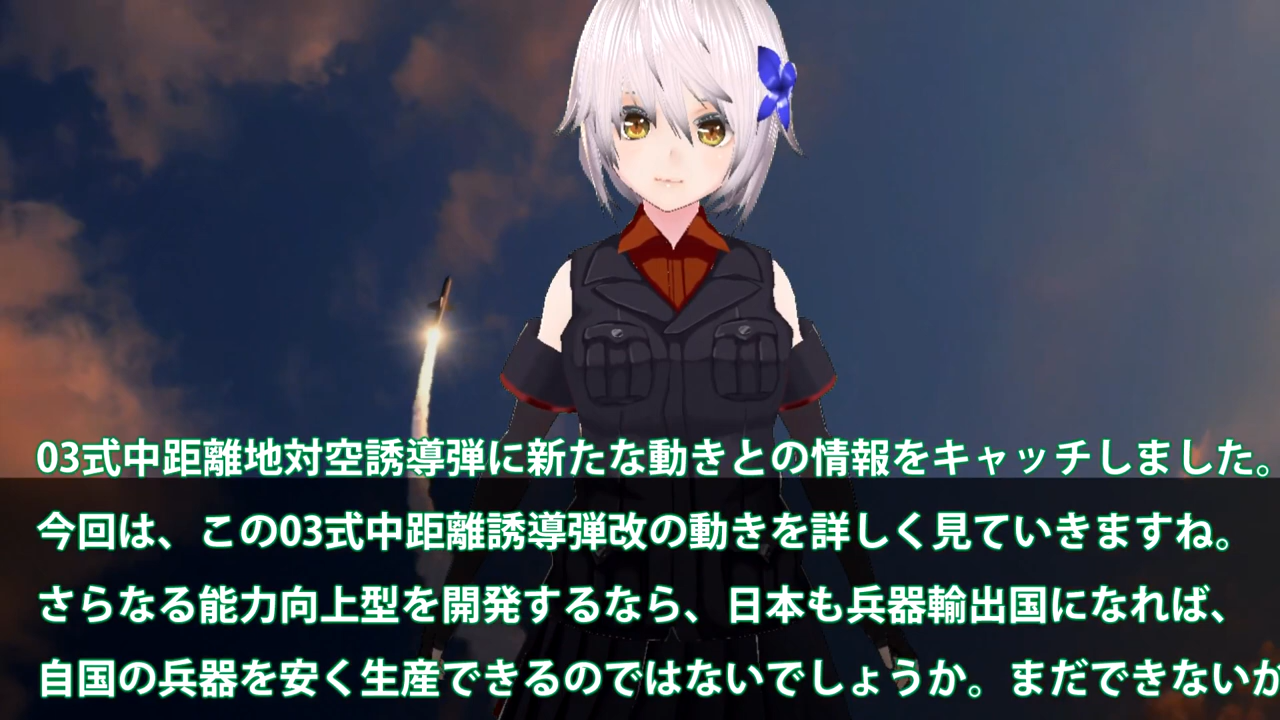 03式中距離地対空誘導弾に新たな動きとの情報をキャッチしました。
今回は、この03式中距離誘導弾改の動きを詳しく見ていきますね。
さらなる能力向上型を開発するなら、日本も兵器輸出国になれば、
自国の兵器を安く生産できるのではないでしょうか。まだできないか